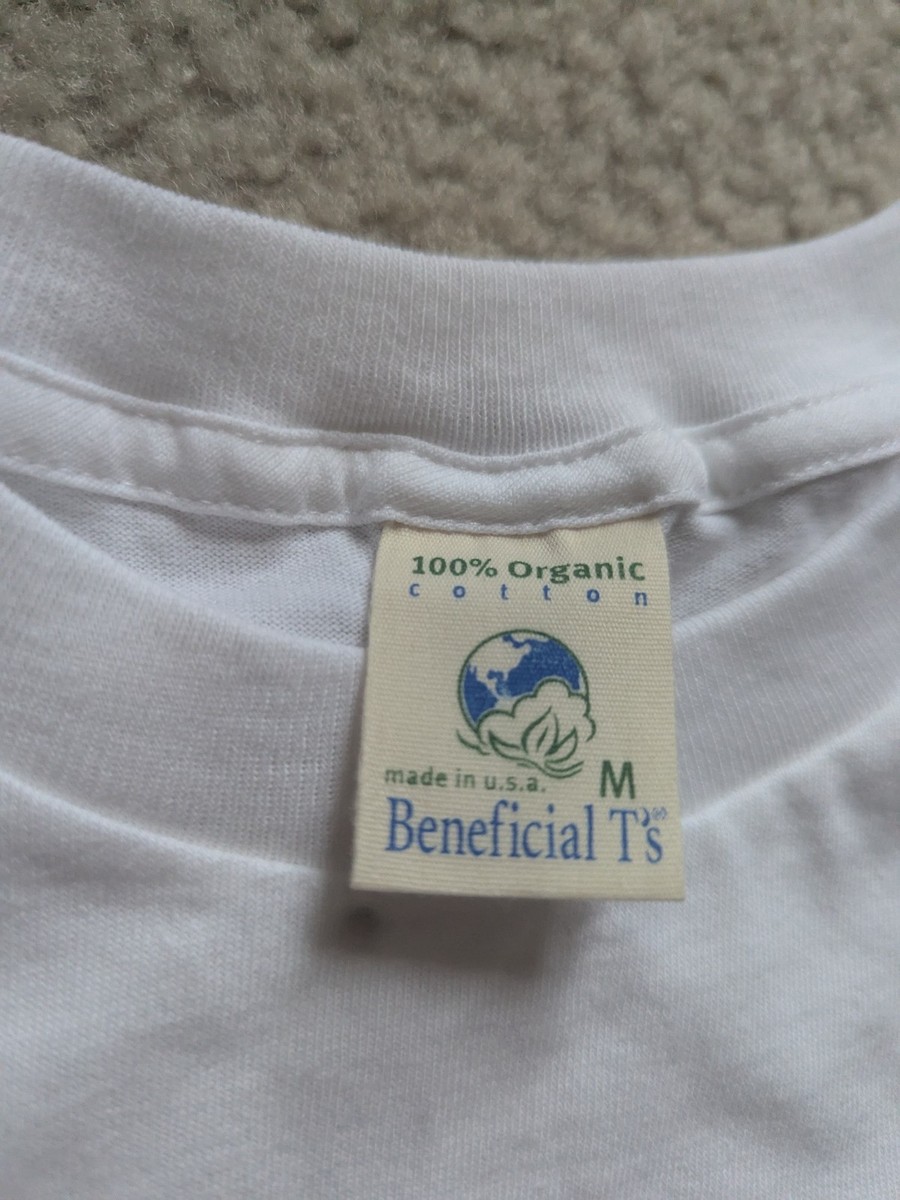 100% Organic
cotton
made in u.s.a. M
Beneficial T's